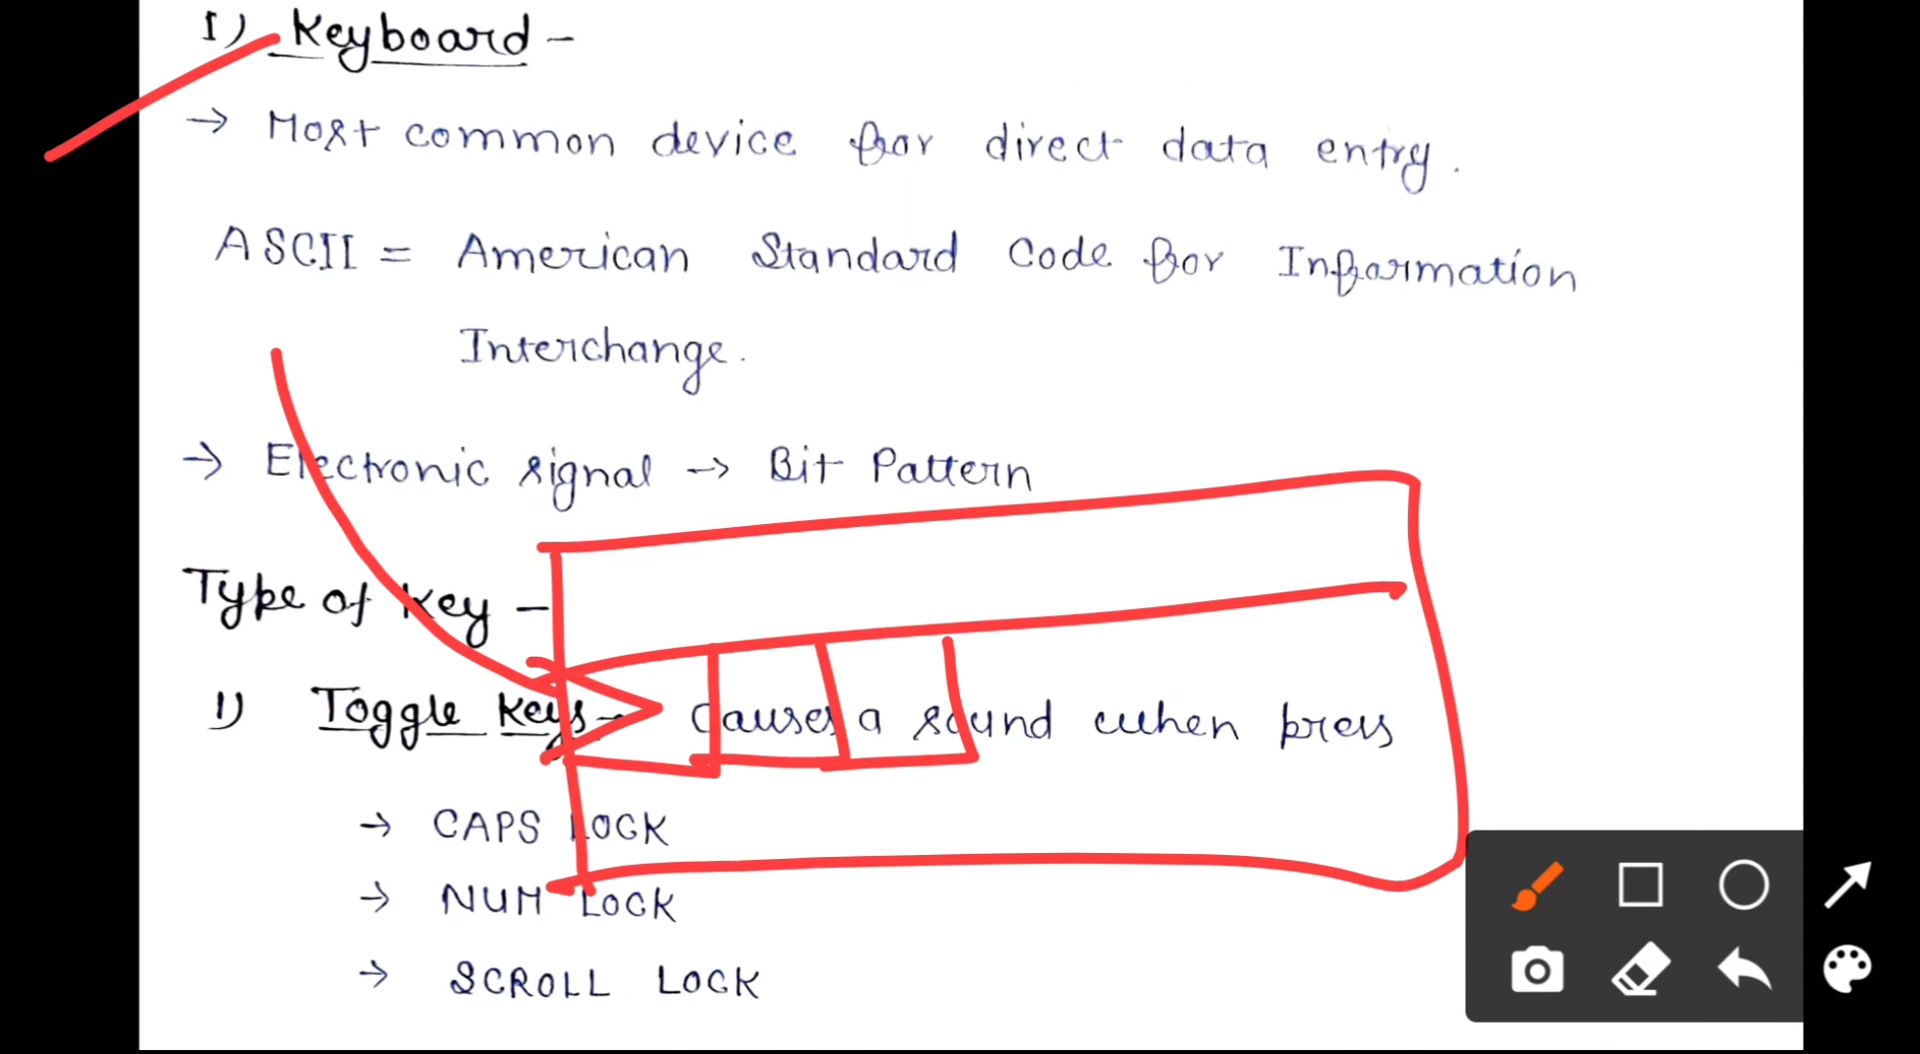 I) Keyboard -
→ Most common device for direct data entry.
ASCII = American Standard Code for Information
Interchange.
→ Electronic signal → Bit Pattern
Type of Key -
1) Toggle Keys - Causes a sound when press
→ CAPS LOCK
→ NUM LOCK
→ SCROLL LOCK